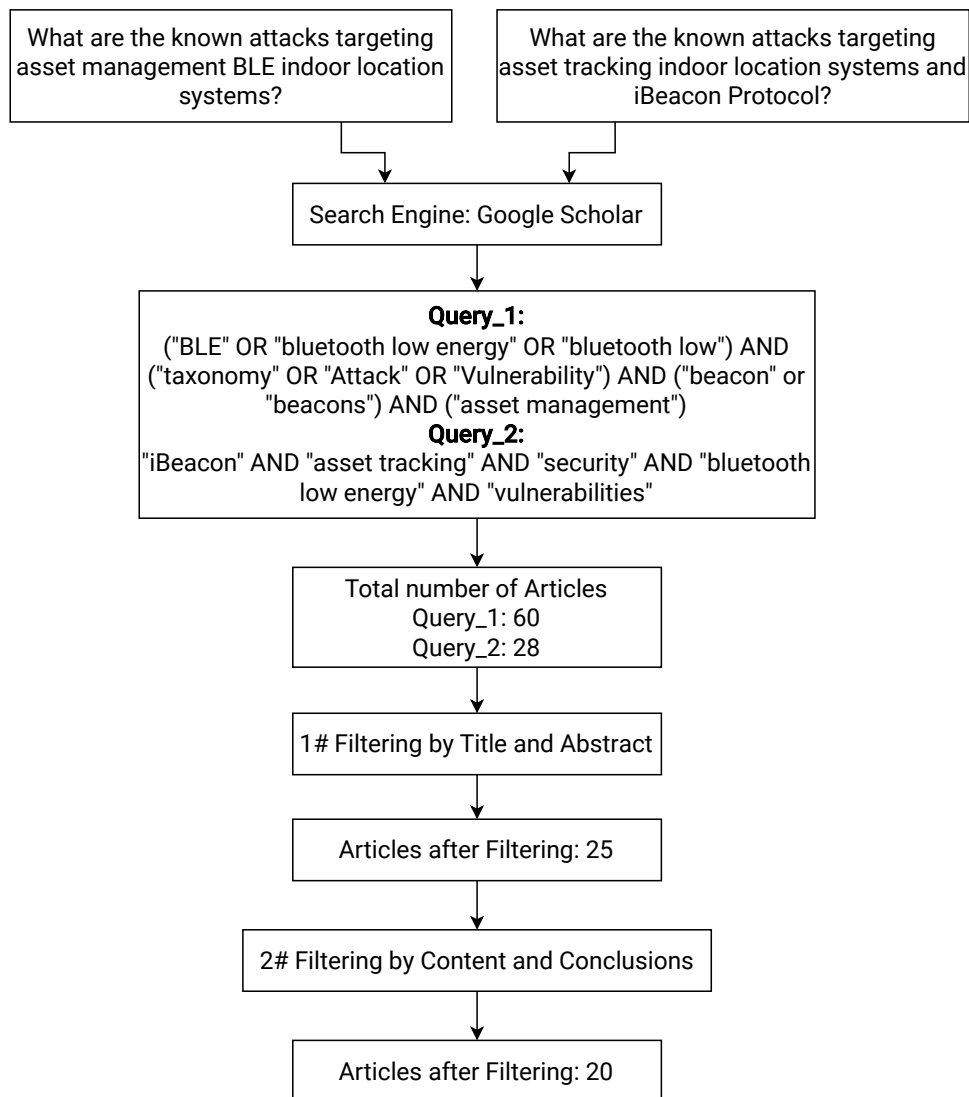 What are the known attacks targeting
asset management BLE indoor location
systems?
What are the known attacks targeting
asset tracking indoor location systems and
iBeacon Protocol?
Search Engine: Google Scholar
Query_1:
("BLE" OR "bluetooth low energy" OR "bluetooth low") AND
("taxonomy" OR "Attack" OR "Vulnerability") AND ("beacon" or
"beacons") AND ("asset management")
Query_2:
"iBeacon" AND "asset tracking" AND "security" AND "bluetooth
low energy" AND "vulnerabilities"
Total number of Articles
Query_1: 60
Query_2: 28
1# Filtering by Title and Abstract
Articles after Filtering: 25
2# Filtering by Content and Conclusions
Articles after Filtering: 20